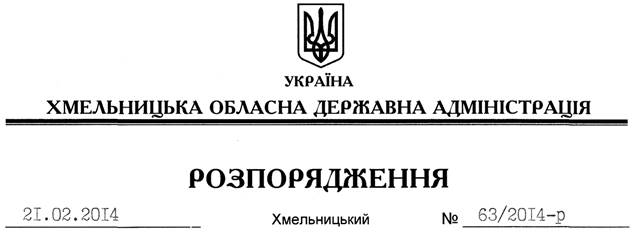 УКРАЇНА
ХМЕЛЬНИЦЬКА ОБЛАСНА ДЕРЖАВНА АДМІНІСТРАЦІЯ
РОЗПОРЯДЖЕННЯ
21.02.2014 Хмельницький № 63/2014-р